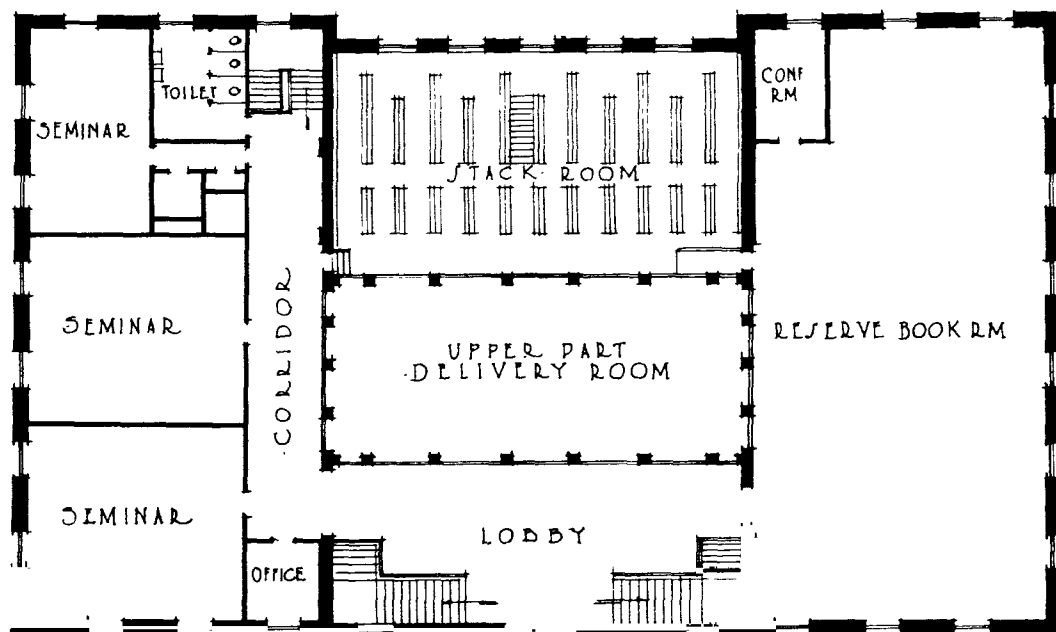 TOILET
SEMINAR
CONF
RM
STACK ROOM
SEMINAR
CORRIDOR
UPPER PART
DELIVERY ROOM
RESERVE BOOK RM
SEMINAR
LOBBY
OFFICE